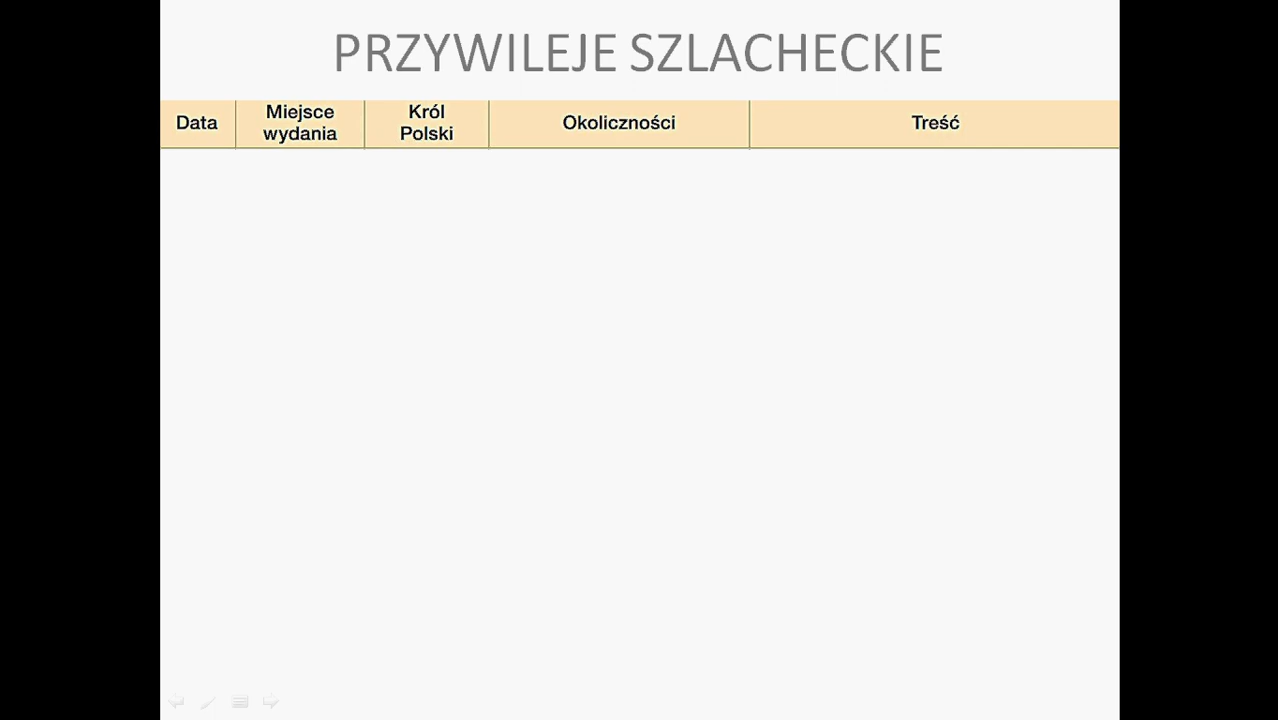 PRZYWILEJE SZLACHECKIE
Data
Miejsce
wydania
Król
Polski
Okoliczności
Treść